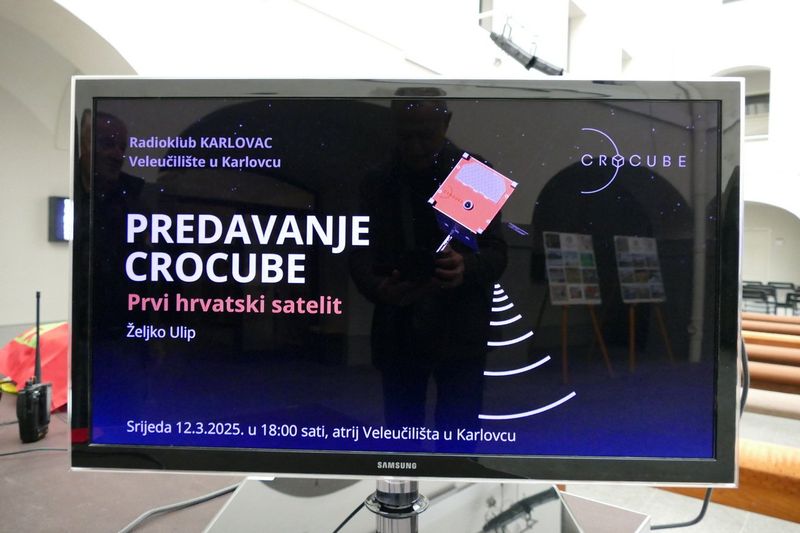 Radioklub KARLOVAC
Veleučilište u Karlovcu
CROCUBE
PREDAVANJE
CROCUBE
Prvi hrvatski satelit
Željko Ulip
Srijeda 12.3.2025. u 18:00 sati, atrij Veleučilišta u Karlovcu
SAMSUNG